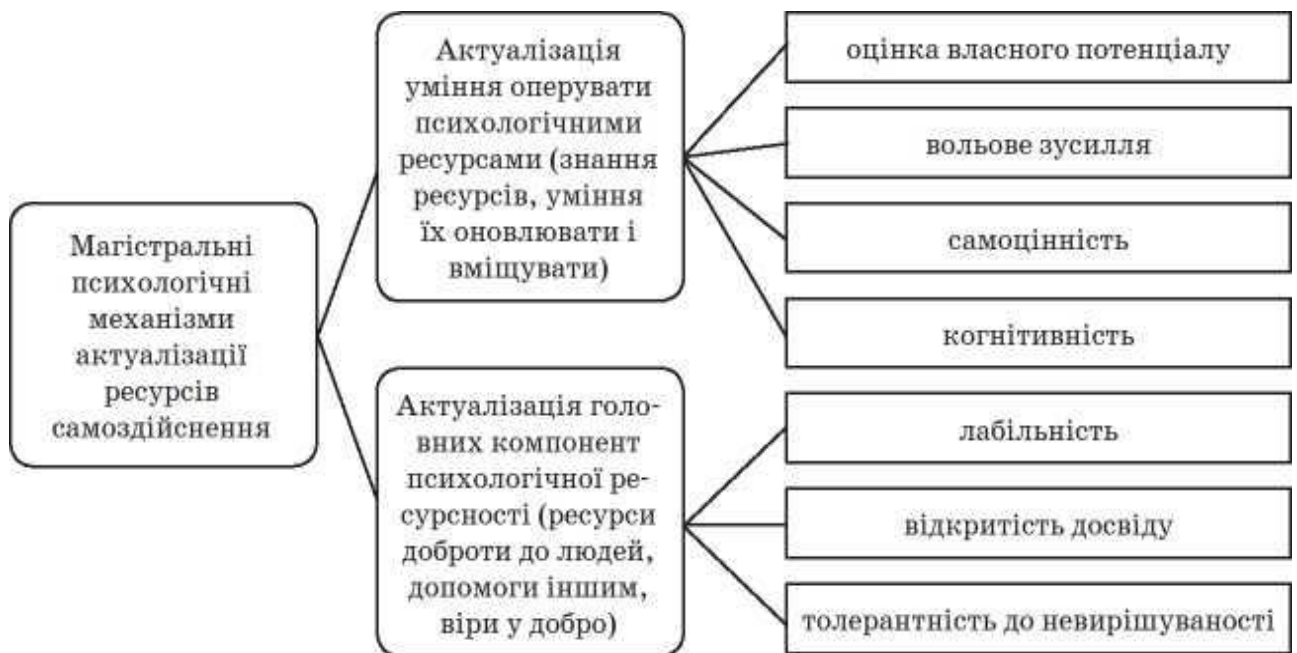 Магістральні
психологічні
механізми
актуалізації
ресурсів
самоздійснення
Актуалізація
уміння оперувати
психологічними
ресурсами (знання
ресурсів, уміння
їх оновлювати і
вміщувати)
Актуалізація голо-
вних компонент
психологічної ре-
сурсності (ресурси
доброти до людей,
допомоги іншим,
віри у добро)
оцінка власного потенціалу
вольове зусилля
самоцінність
когнітивність
лабільність
відкритість досвіду
толерантність до невирішуваності